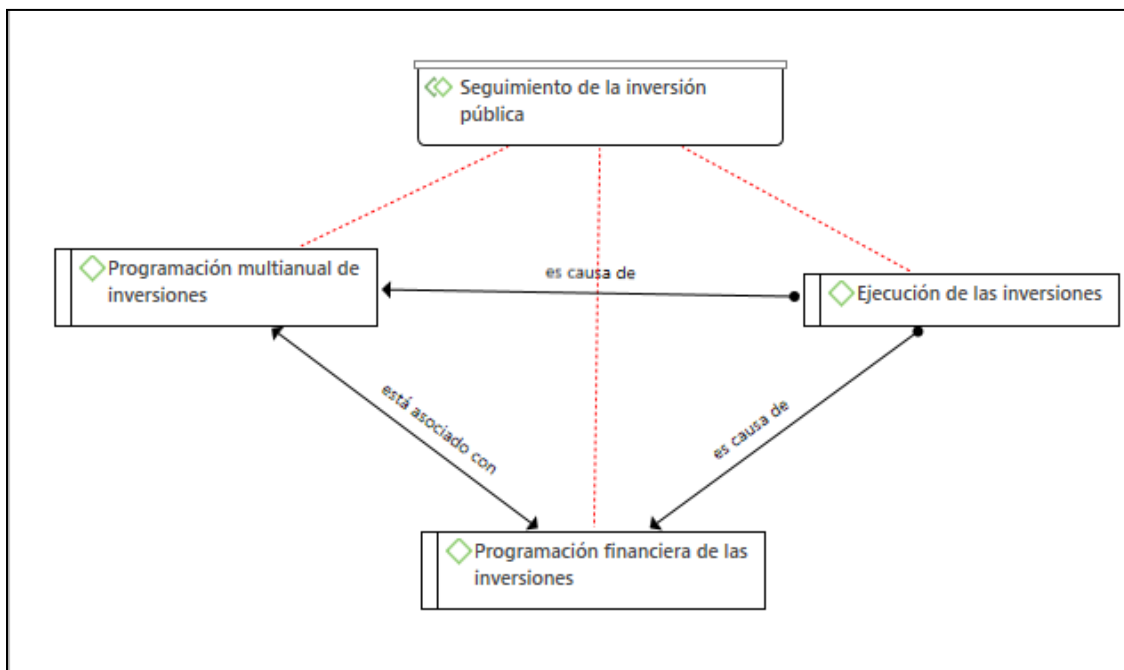 Seguimiento de la inversión
pública
Programación multianual de
inversiones
es causa de
Ejecución de las inversiones
está asociado con
es causa de
Programación financiera de las
inversiones